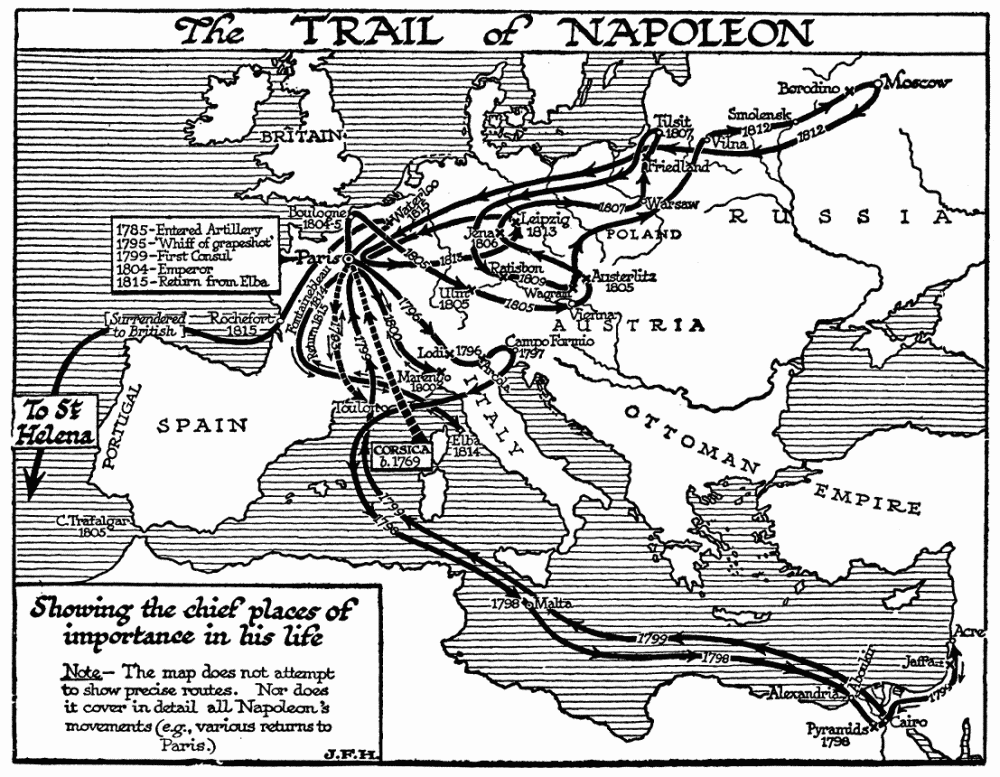 The TRAIL of NAPOLEON
Borodino
Moscow
Smolensk
1812
1812
Tilsit
1807
Vilna
Friedland
BRITAIN
Waterloo
1815
Boulogne
1804-5
1807
Warsaw
RUSSIA
POLAND
Leipzig
1813
Jena
1806
1785-Entered Artillery
1795-'Whiff of grapeshot'
1799-First Consul
1804-Emperor
1815-Return from Elba
Paris
1805
1813
Ratisbon
1809
Austerlitz
1805
Ulm
1805
Wagram
1805
Vienna
AUSTRIA
Fontainebleau
1814
Return 1815
1793
1799
1800
1796
Surrendered
to British
Rochefort
1815
Campo Formio
1797
Lodi
1796
Arcola
Marengo
1800
ITALY
Toulon
To St
Helena
PORTUGAL
SPAIN
CORSICA
b. 1769
Elba
1814
OTTOMAN
EMPIRE
C. Trafalgar
1805
1799
1798
1798
Malta
1799
1798
Acre
Jaffa
1799
Aboukir
Alexandria
Pyramids
1798
Cairo
Showing the chief places of
importance in his life
Note- The map does not attempt
to show precise routes. Nor does
it cover in detail all Napoleon's
movements (e.g., various returns to
Paris.)
J.F.H.